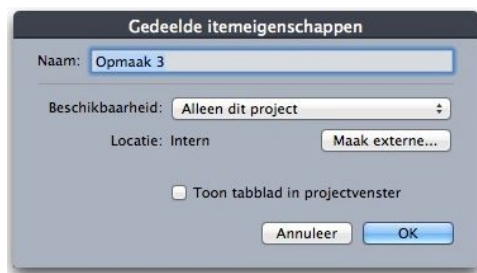 Gedeelde itemeigenschappen
Naam: Opmaak 3
Beschikbaarheid: Alleen dit project
Locatie: Intern Maak externe...
Toon tabblad in projectvenster
Annuleer OK